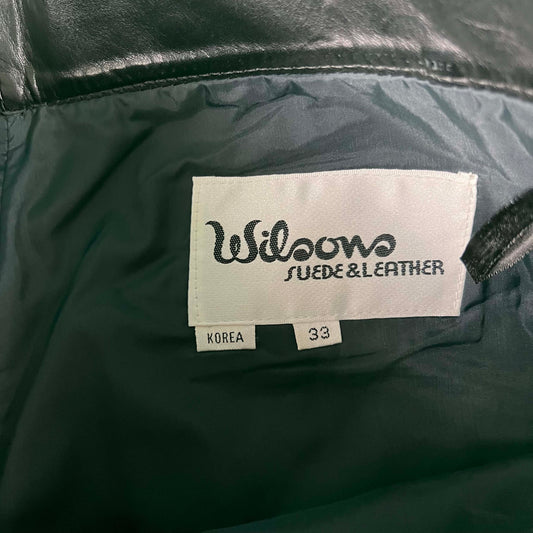 Wilsons
SUEDE & LEATHER
KOREA
33